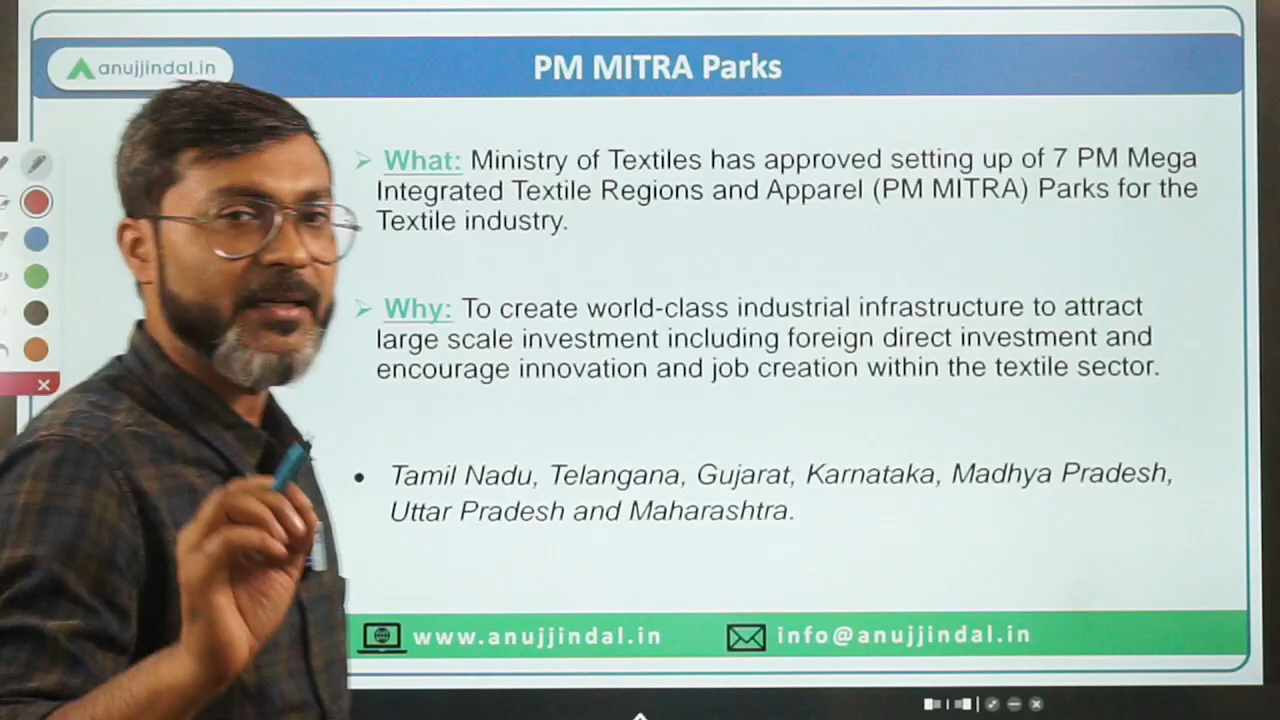 anujjindal.in
PM MITRA Parks
What: Ministry of Textiles has approved setting up of 7 PM Mega
Integrated Textile Regions and Apparel (PM MITRA) Parks for the
Textile industry.
Why: To create world-class industrial infrastructure to attract
large scale investment including foreign direct investment and
encourage innovation and job creation within the textile sector.
Tamil Nadu, Telangana, Gujarat, Karnataka, Madhya Pradesh,
Uttar Pradesh and Maharashtra.
www.anujjindal.in
info@anujjindal.in